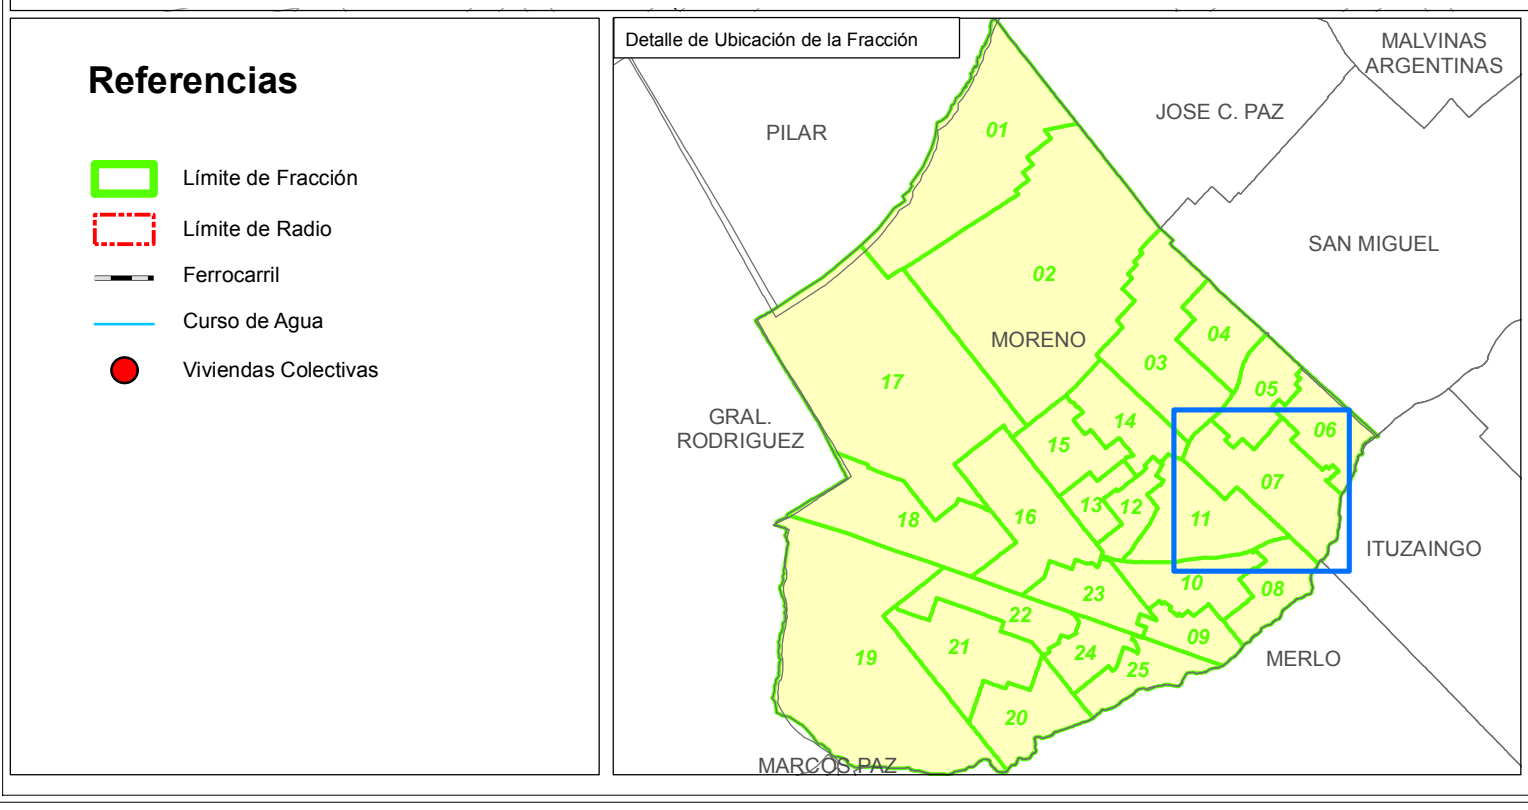 Referencias
Límite de Fracción
Límite de Radio
Ferrocarril
Curso de Agua
Viviendas Colectivas
Detalle de Ubicación de la Fracción
MALVINAS
ARGENTINAS
JOSE C. PAZ
PILAR
01
SAN MIGUEL
02
04
MORENO
03
17
05
GRAL.
RODRIGUEZ
14
06
15
07
13
12
16
18
11
ITUZAINGO
10
08
23
22
09
21
24
19
MERLO
25
20
MARCOS PAZ